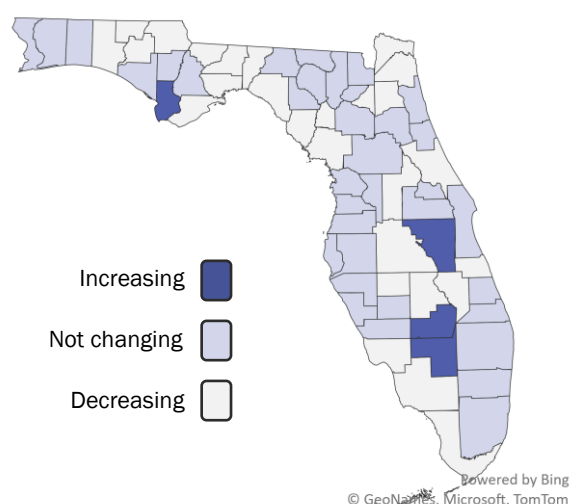 Increasing
Not changing
Decreasing
Powered by Bing
© GeoNames, Microsoft, TomTom